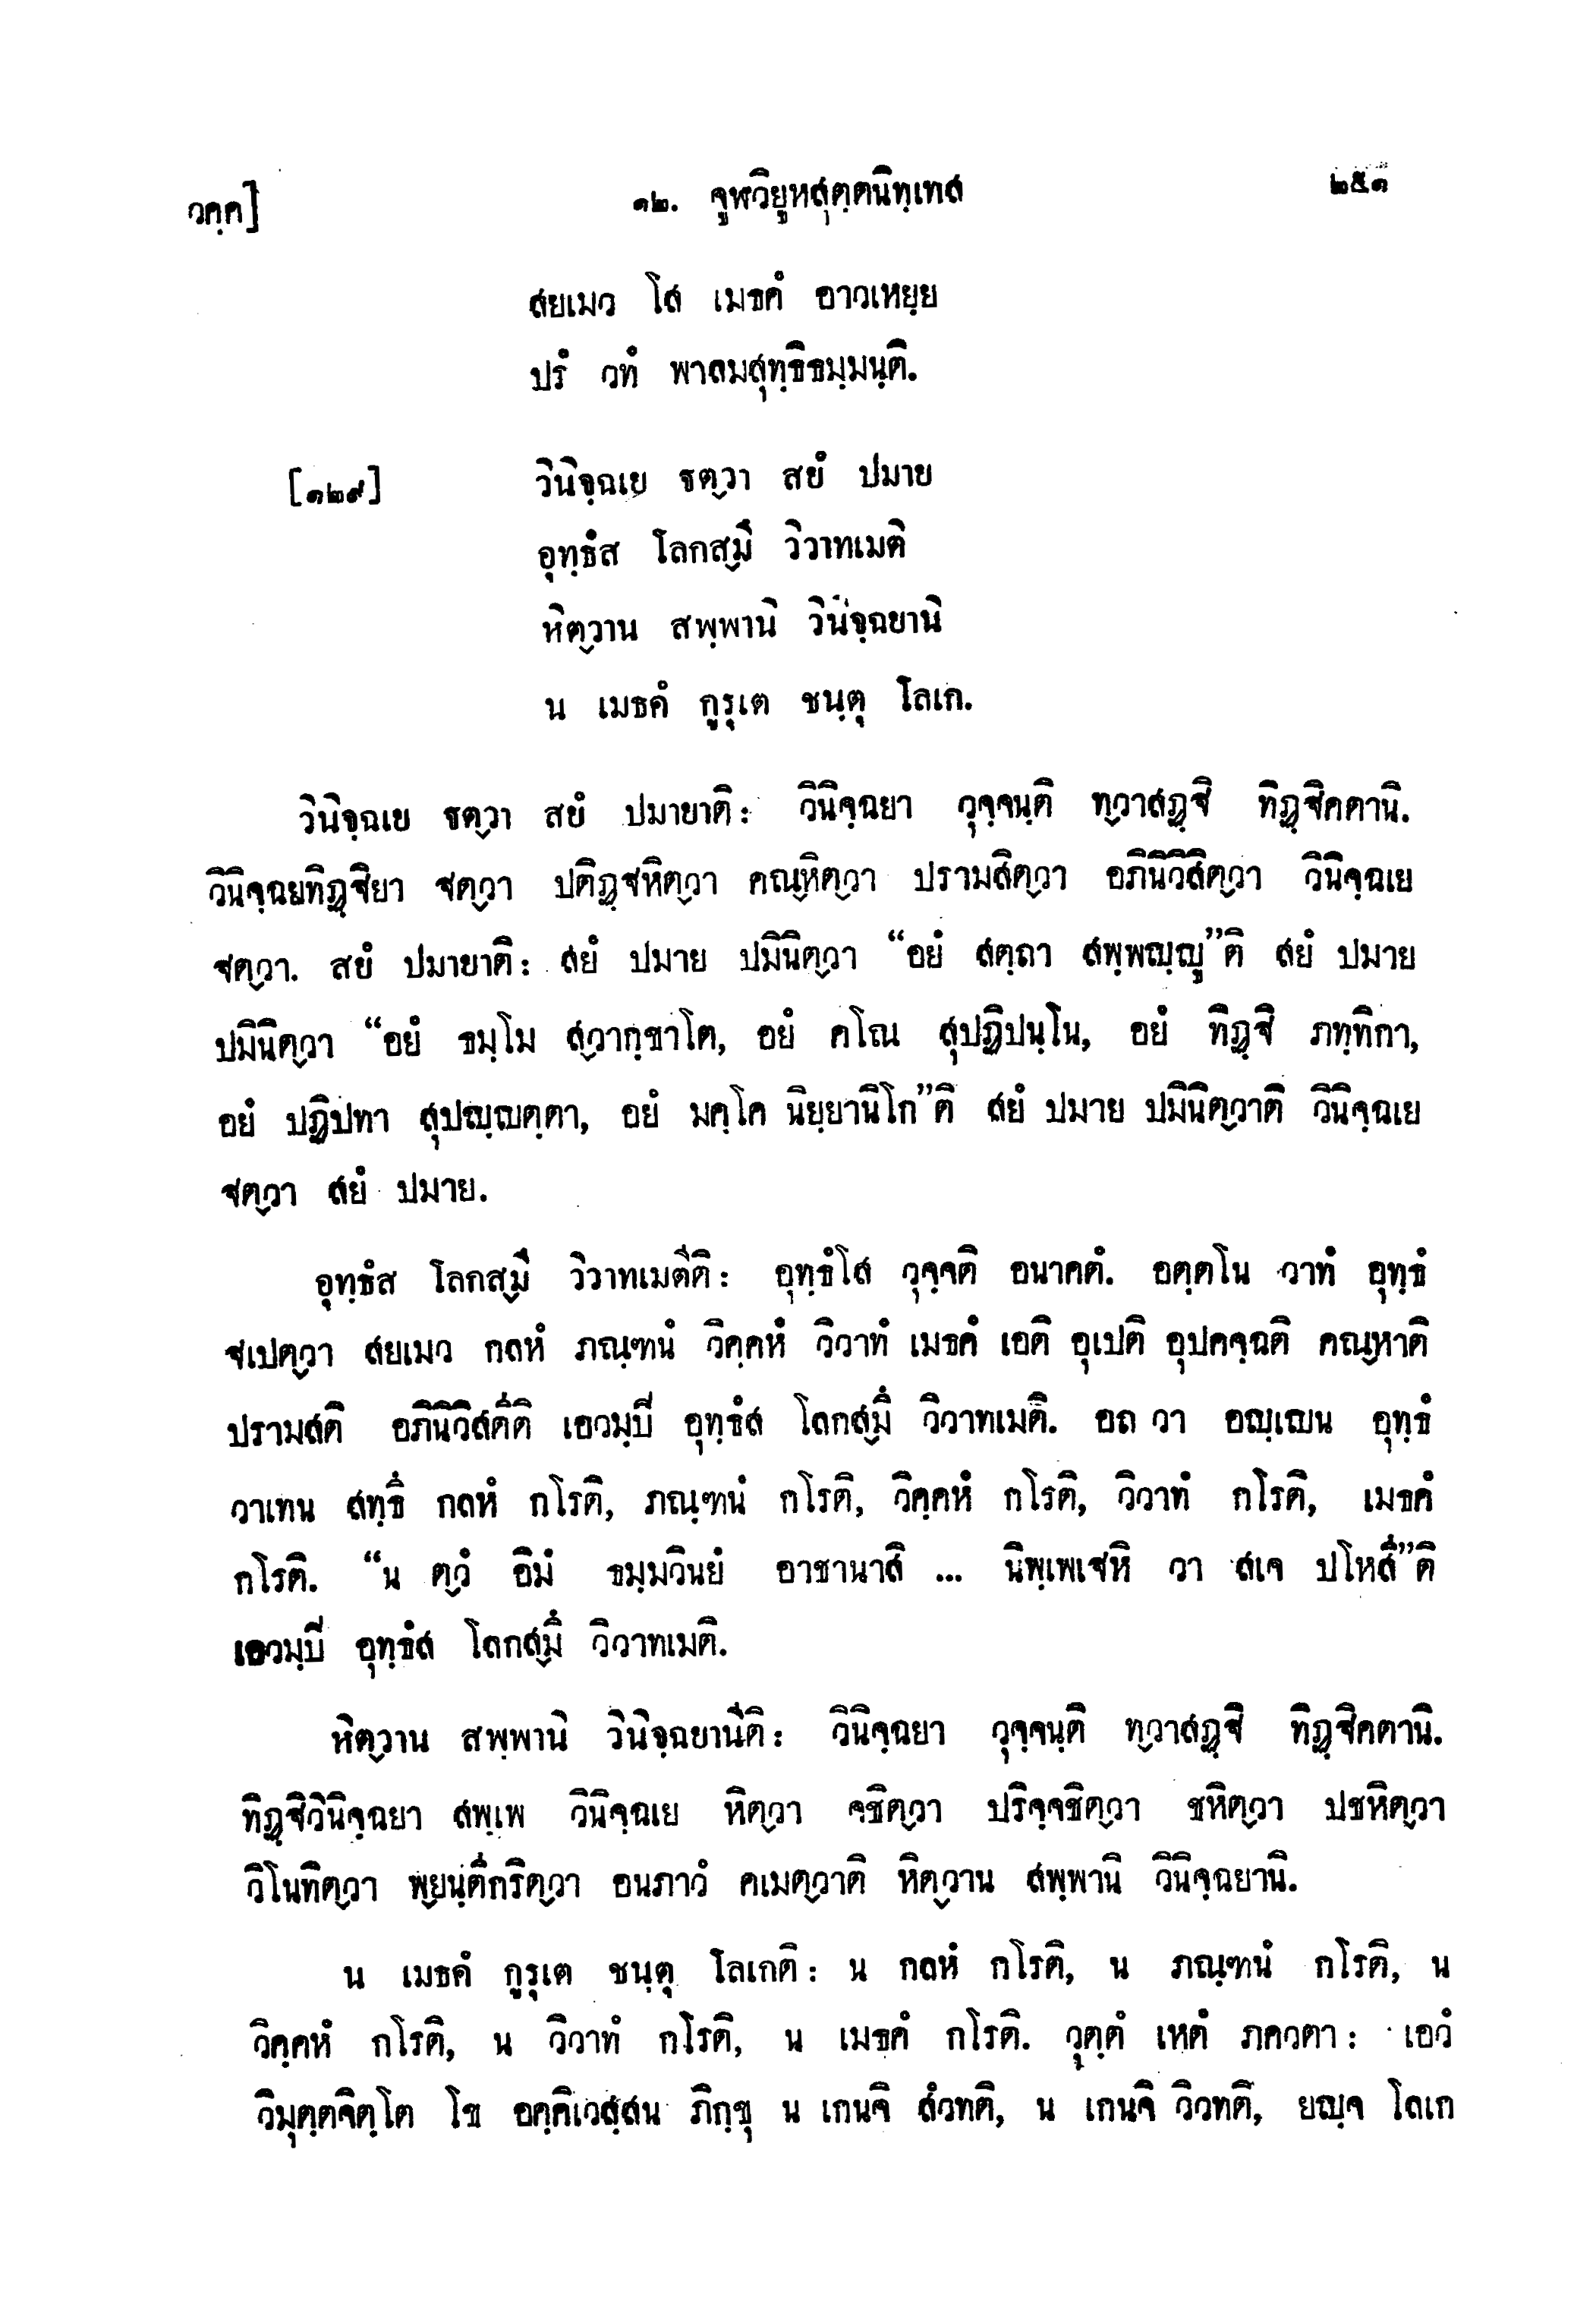 วคฺค]
๑๒. จูฬวิยูหสุตฺตนิทฺเทส
๒๕๑
สยเมว โส เมธคํ อาวเหยฺย
ปรํ วทํ พาลมสุทฺธิธมฺมนฺติ.
[๑๒๙]
วินิจฺฉเย ธตฺวา สยํ ปมาย
อุทฺธํส โลกสฺมึ วิวาทเมติ
หิตฺวาน สพฺพานิ วินิจฺฉยานิ
น เมธคํ กูรุเต ชนฺตุ โลเก.
วินิจฺฉเย ธตฺวา สยํ ปมายาติ: วินิจฺฉยา วุจฺจนฺติ ทฺวาสฏฺฐิ ทิฏฺฐิคตานิ.
วินิจฺฉยทิฏฺฐิยา ฐตฺวา ปติฏฺฐหิตฺวา คณฺหิตฺวา ปรามสิตฺวา อภินิวิสิตฺวา วินิจฺฉเย
ฐตฺวา. สยํ ปมายาติ: สยํ ปมาย ปมินิตฺวา “อยํ สตฺถา สพฺพญฺญู”ติ สยํ ปมาย
ปมินิตฺวา “อยํ ธมฺโม สฺวากฺขาโต, อยํ คโณ สุปฏิปนฺโน, อยํ ทิฏฺฐิ ภทฺทิกา,
อยํ ปฏิปทา สุปญฺญตฺตา, อยํ มคฺโค นิยฺยานิโก”ติ สยํ ปมาย ปมินิตฺวาติ วินิจฺฉเย
ฐตฺวา สยํ ปมาย.
อุทฺธํส โลกสฺมึ วิวาทเมตีติ: อุทฺธํโส วุจฺจติ อนาคตํ. อตฺตโน วาทํ อุทฺธํ
ฐเปตฺวา สยเมว กลหํ ภณฺฑนํ วิคฺคหํ วิวาทํ เมธคํ เอติ อุเปติ อุปคจฺฉติ คณฺหาติ
ปรามสติ อภินิวิสตีติ เอวมฺปี อุทฺธํส โลกสฺมึ วิวาทเมติ. อถ วา อญฺเญน อุทฺธํ
วาเทน สทฺธึ กลหํ กโรติ, ภณฺฑนํ กโรติ, วิคฺคหํ กโรติ, วิวาทํ กโรติ, เมธคํ
กโรติ. “น ตฺวํ อิมํ ธมฺมวินยํ อาชานาสิ ... นิพฺเพเฐหิ วา สเจ ปโหสี”ติ
เอวมฺปี อุทฺธํส โลกสฺมึ วิวาทเมติ.
หิตฺวาน สพฺพานิ วินิจฺฉยานีติ: วินิจฺฉยา วุจฺจนฺติ ทฺวาสฏฺฐิ ทิฏฺฐิคตานิ.
ทิฏฺฐิวินิจฺฉยา สพฺเพ วินิจฺฉเย หิตฺวา จชิตฺวา ปริจฺจชิตฺวา ชหิตฺวา ปชหิตฺวา
วิโนทิตฺวา พฺยนฺตีกริตฺวา อนภาวํ คเมตฺวาติ หิตฺวาน สพฺพานิ วินิจฺฉยานิ.
น เมธคํ กูรุเต ชนฺตุ โลเกติ: น กลหํ กโรติ, น ภณฺฑนํ กโรติ, น
วิคฺคหํ กโรติ, น วิวาทํ กโรติ, น เมธคํ กโรติ. วุตฺตํ เหตํ ภควตา: เอวํ
วิมุตฺตจิตฺโต โข อคฺคิเวสฺสน ภิกฺขุ น เกนจิ สํวทติ, น เกนจิ วิวทติ, ยญฺจ โลเก